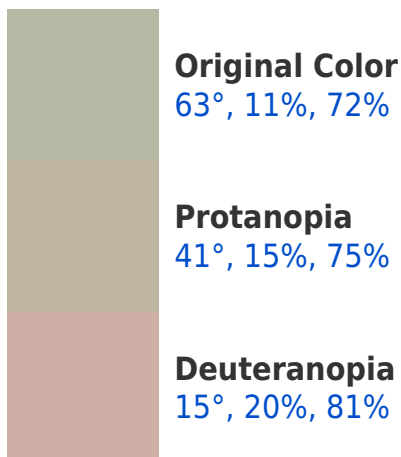 Original Color
63°, 11%, 72%
Protanopia
41°, 15%, 75%
Deuteranopia
15°, 20%, 81%